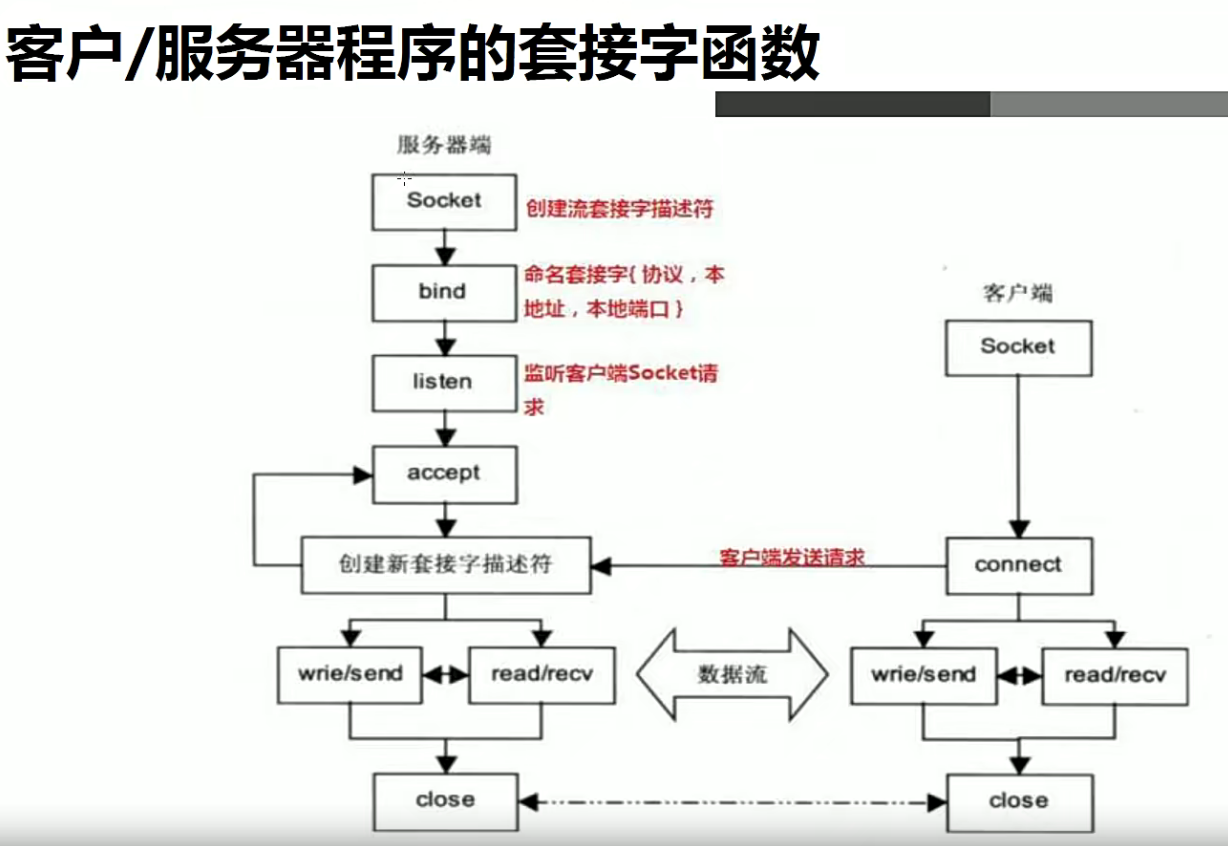 客户/服务器程序的套接字函数
服务器端
Socket
创建流套接字描述符
bind
命名套接字{ 协议，本
地址，本地端口 }
listen
监听客户端Socket请
求
accept
创建新套接字描述符
wrie/send
read/recv
close
数据流
客户端发送请求
客户端
Socket
connect
wrie/send
read/recv
close